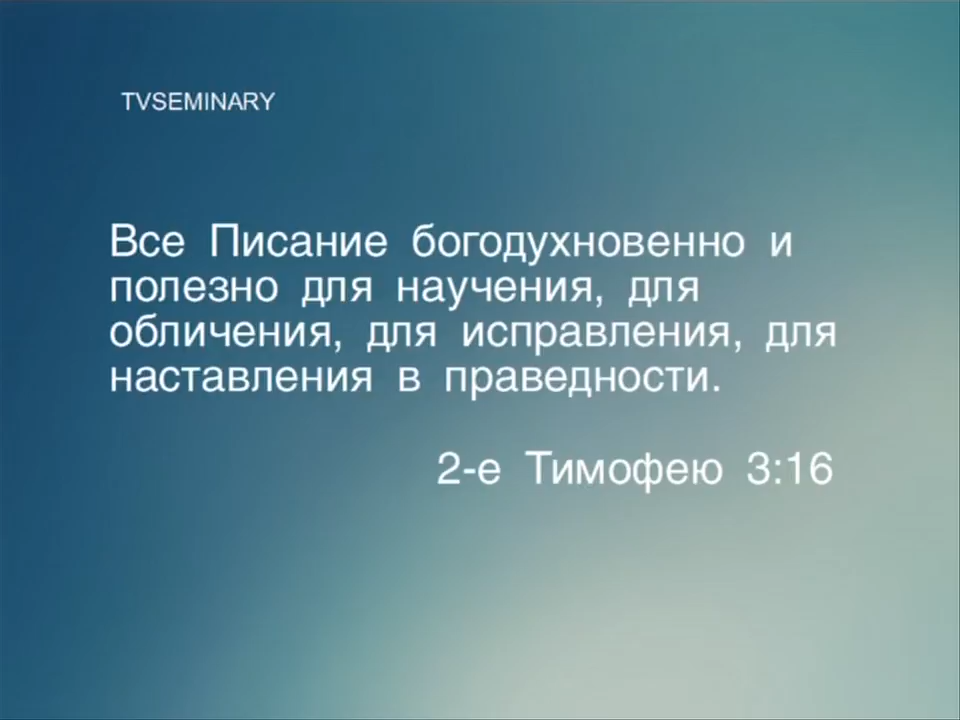 TVSEMINARY
Все Писание богодухновенно и
полезно для научения, для
обличения, для исправления, для
наставления в праведности.
2-е Тимофею 3:16